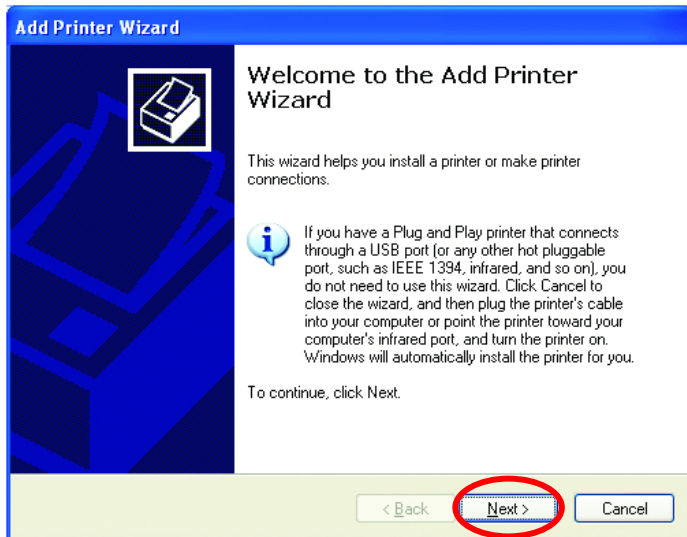 Add Printer Wizard
Welcome to the Add Printer
Wizard
This wizard helps you install a printer or make printer
connections.
If you have a Plug and Play printer that connects
through a USB port (or any other hot pluggable
port, such as IEEE 1394, infrared, and so on), you
do not need to use this wizard. Click Cancel to
close the wizard, and then plug the printer's cable
into your computer or point the printer toward your
computer's infrared port, and turn the printer on.
Windows will automatically install the printer for you.
To continue, click Next.
< Back Next > Cancel